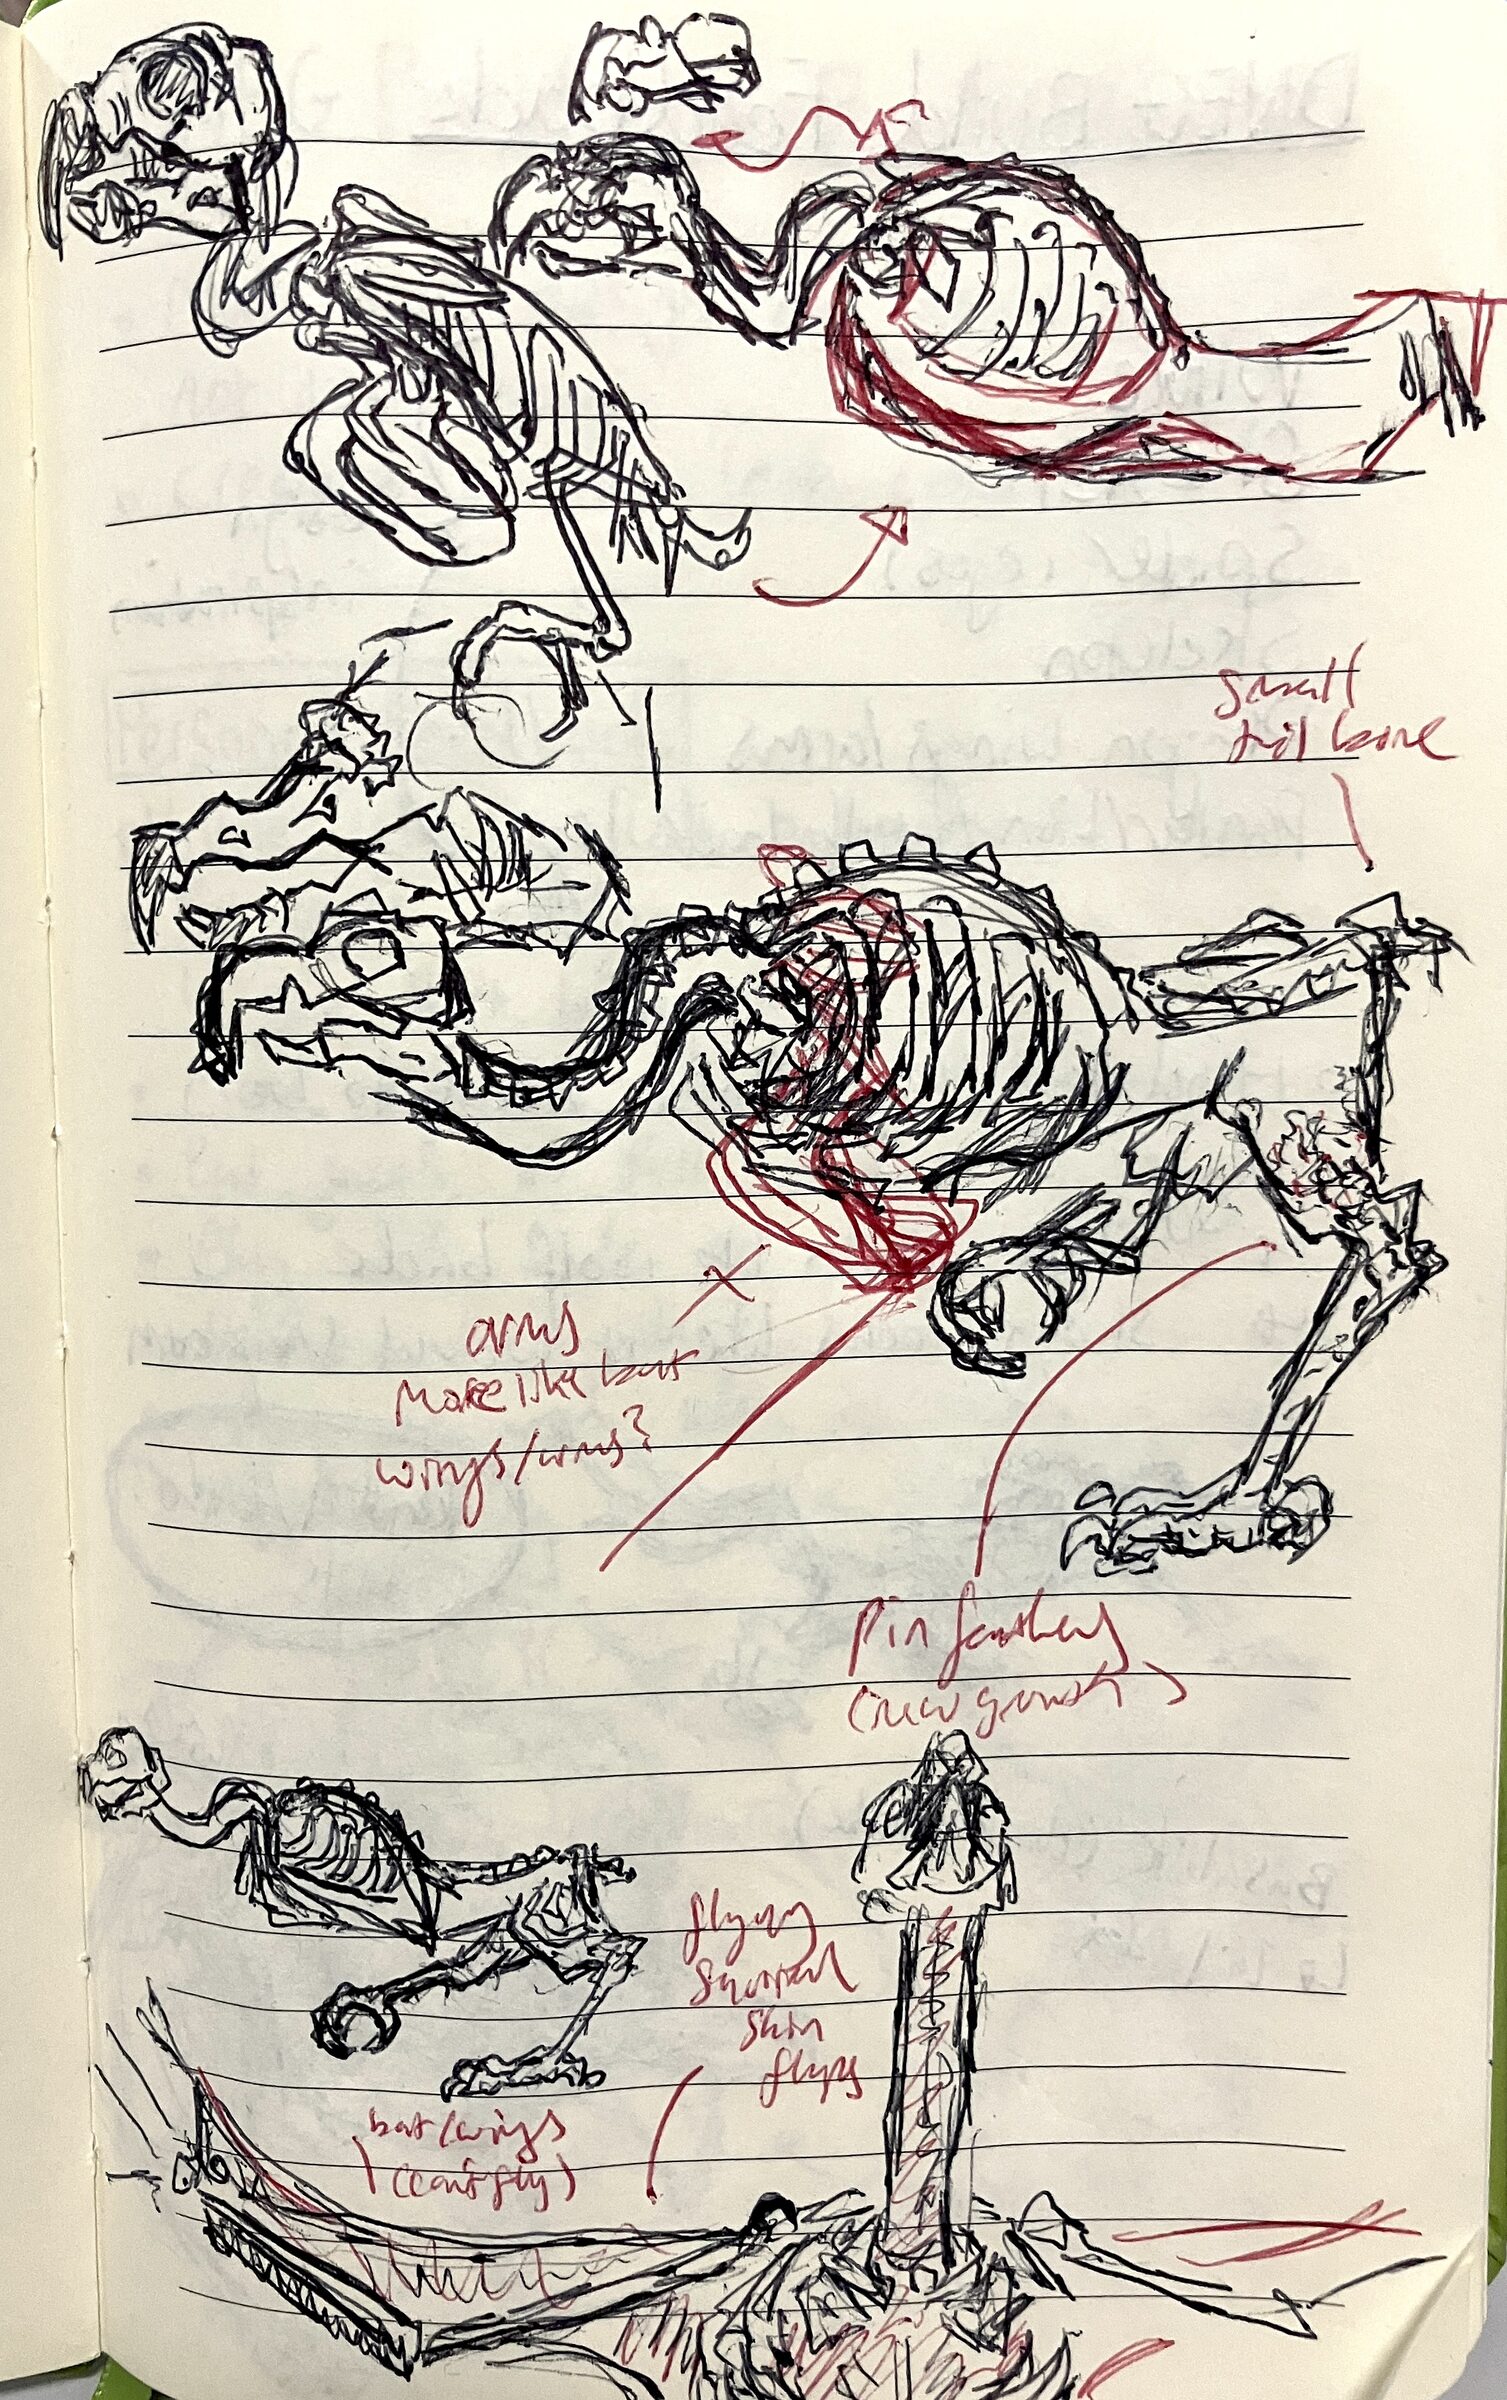 small
tail bone
arms
make like bat
wings/arms?
Pin feathers
(new growth)
flying
squirrel
skin
flaps
bat wings
(can't fly)